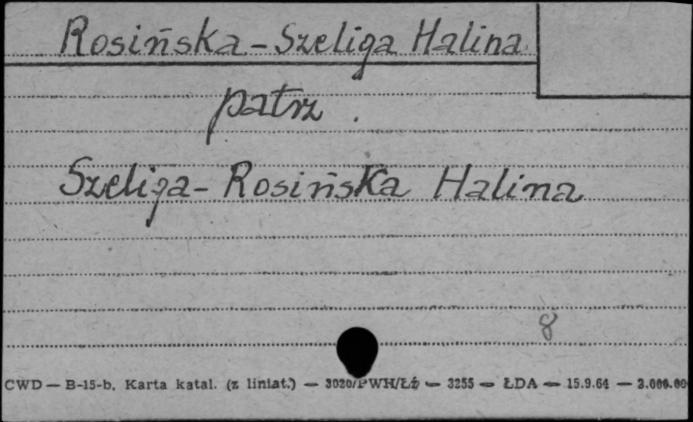 Rosińska-Szeliga Halina
patrz.
Szeliga-Rosińska Halina
8
CWD — B-15-b. Karta katal. (z liniat.) — 3020/PWH/Łź — 3255 — ŁDA — 15.9.64 — 3.000.00